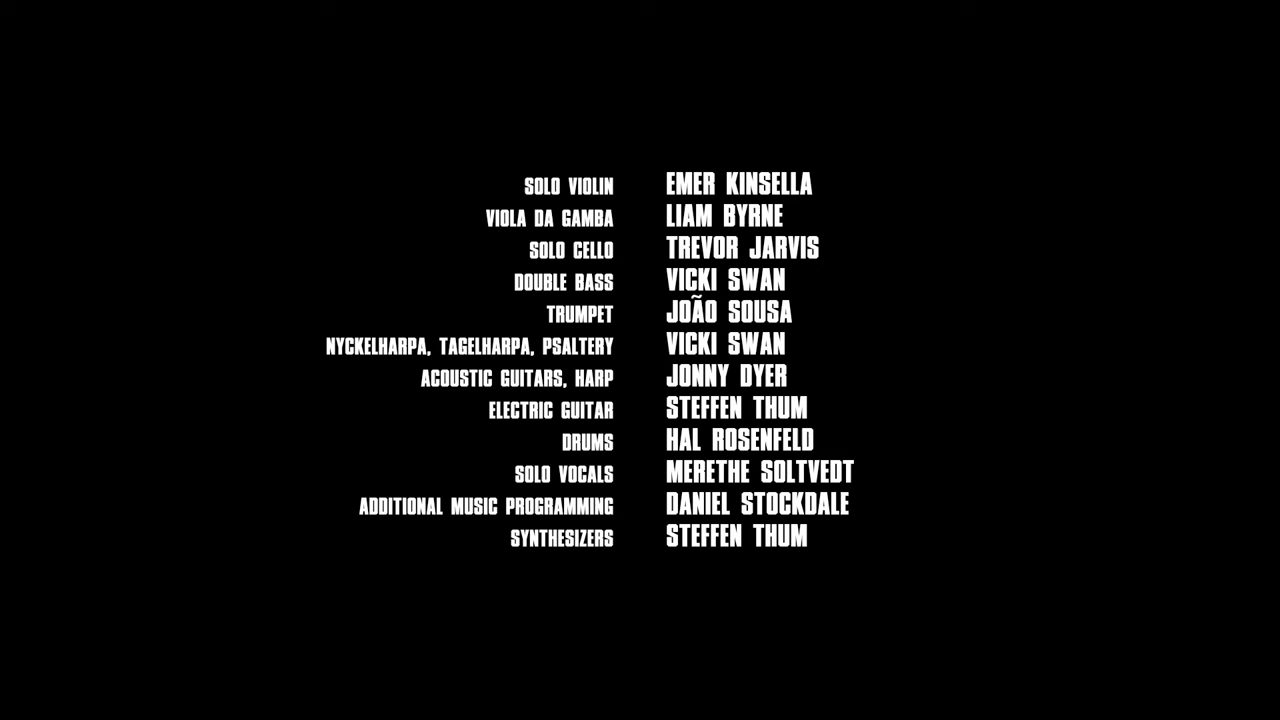 SOLO VIOLIN EMER KINSELLA
VIOLA DA GAMBA LIAM BYRNE
SOLO CELLO TREVOR JARVIS
DOUBLE BASS VICKI SWAN
TRUMPET JOÃO SOUSA
NYCKELHARPA, TAGELHARPA, PSALTERY VICKI SWAN
ACOUSTIC GUITARS, HARP JONNY DYER
ELECTRIC GUITAR STEFFEN THUM
DRUMS HAL ROSENFELD
SOLO VOCALS MERETHE SOLTVEDT
ADDITIONAL MUSIC PROGRAMMING DANIEL STOCKDALE
SYNTHESIZERS STEFFEN THUM